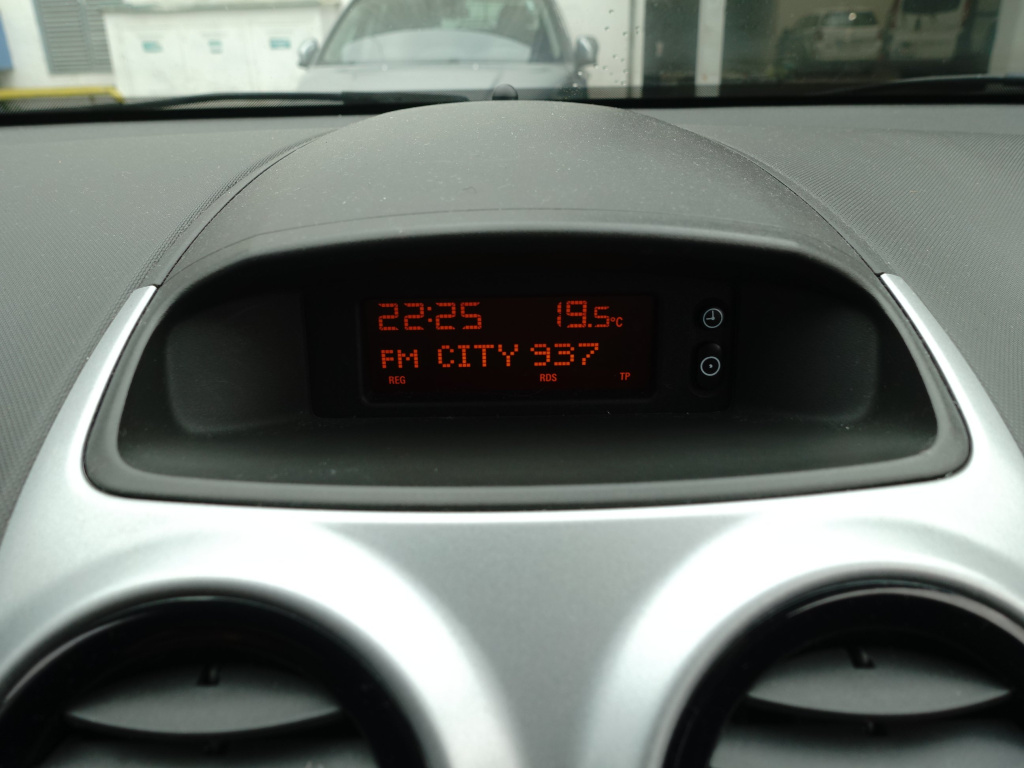 22:25 19.5°C
FM CITY 937
REG RDS TP